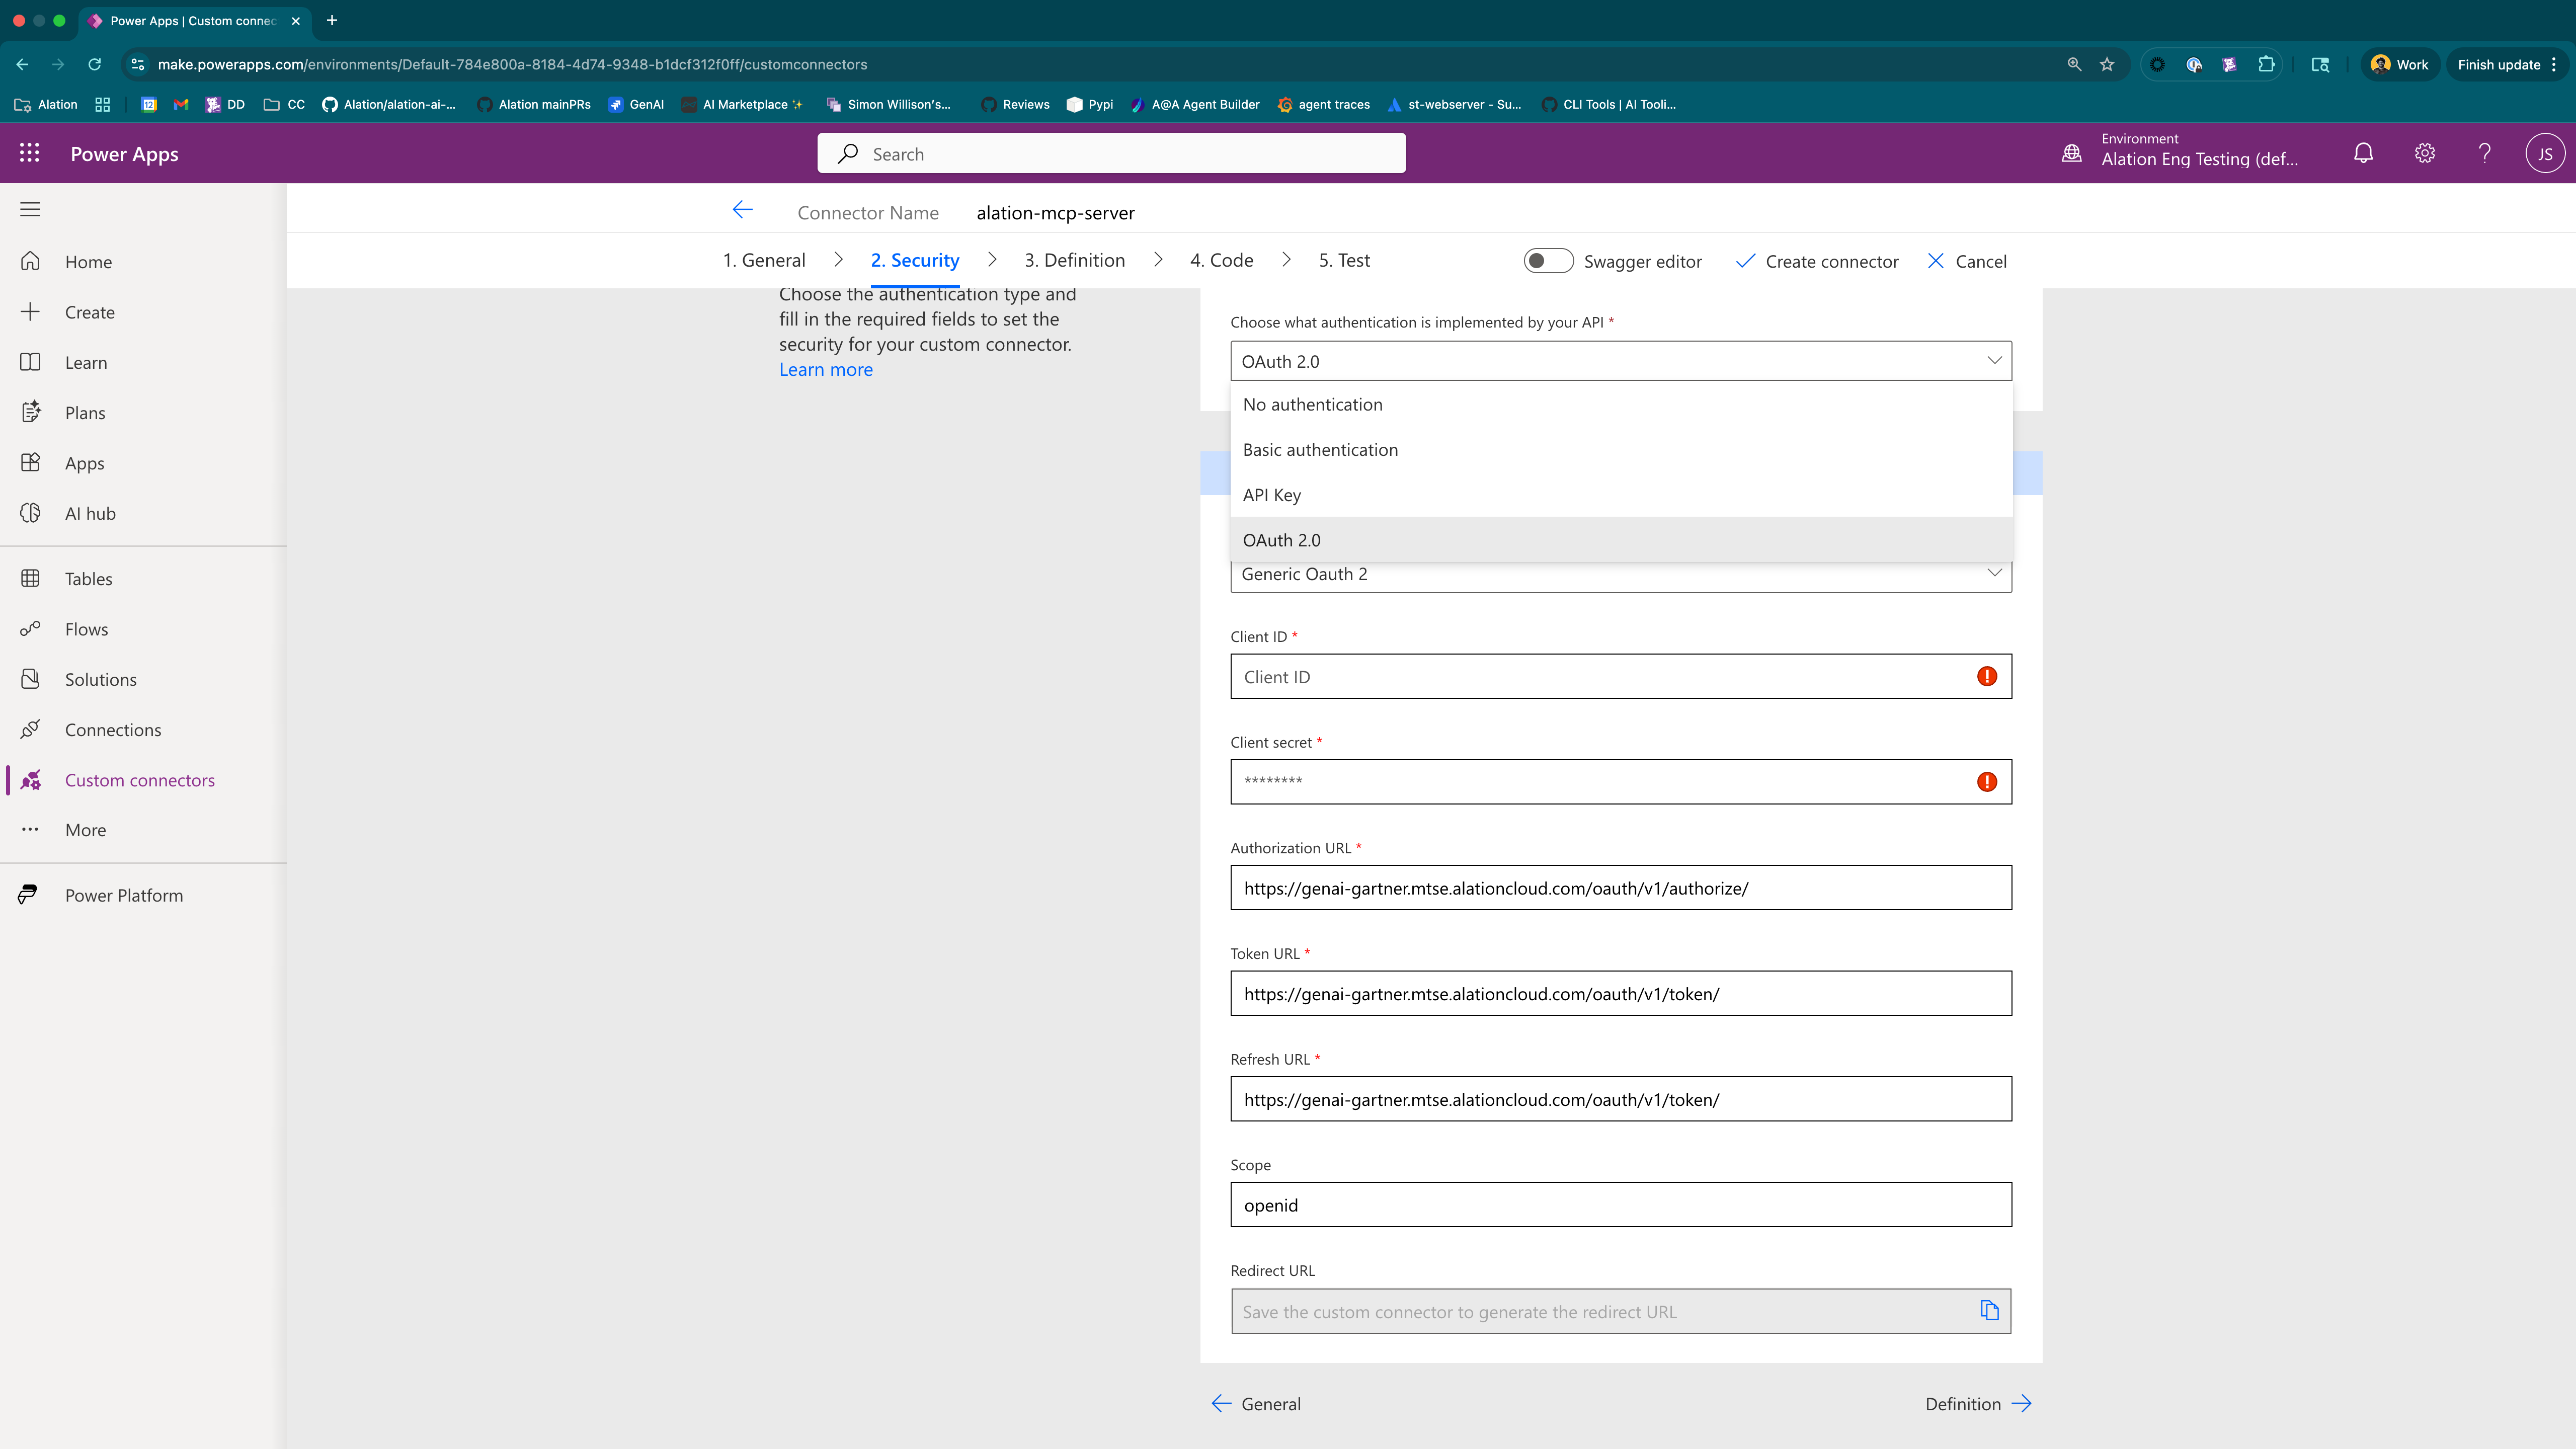 Power Apps | Custom connec
make.powerapps.com/environments/Default-784e800a-8184-4d74-9348-b1dcf312f0ff/customconnectors
Work
Finish update
Alation
12
DD
CC
Alation/alation-ai-...
Alation mainPRs
GenAI
AI Marketplace
Simon Willison's...
Reviews
Pypi
A@A Agent Builder
agent traces
st-webserver - Su...
CLI Tools | AI Tooli...
Power Apps
Search
Environment
Alation Eng Testing (def...
JS
Home
Create
Learn
Plans
Apps
AI hub
Tables
Flows
Solutions
Connections
Custom connectors
More
Power Platform
Connector Name
alation-mcp-server
1. General
2. Security
3. Definition
4. Code
5. Test
Swagger editor
Create connector
Cancel
Choose the authentication type and
fill in the required fields to set the
security for your custom connector.
Learn more
Choose what authentication is implemented by your API *
OAuth 2.0
No authentication
Basic authentication
API Key
OAuth 2.0
Generic Oauth 2
Client ID *
Client ID
Client secret *
********
Authorization URL *
https://genai-gartner.mtse.alationcloud.com/oauth/v1/authorize/
Token URL *
https://genai-gartner.mtse.alationcloud.com/oauth/v1/token/
Refresh URL *
https://genai-gartner.mtse.alationcloud.com/oauth/v1/token/
Scope
openid
Redirect URL
Save the custom connector to generate the redirect URL
General
Definition